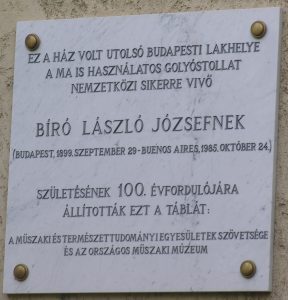 EZ A HÁZ VOLT UTOLSÓ BUDAPESTI LAKHELYE
A MA IS HASZNÁLATOS GOLYÓSTOLLAT
NEMZETKÖZI SIKERRE VIVŐ
BÍRÓ LÁSZLÓ JÓZSEFNEK
(BUDAPEST, 1899. SZEPTEMBER 29-BUENOS AIRES, 1985. OKTÓBER 24.)
SZÜLETÉSÉNEK 100. ÉVFORDULÓJÁRA
ÁLLÍTOTTÁK EZT A TÁBLÁT:
A MŰSZAKI ÉS TERMÉSZETTUDOMÁNYI EGYESÜLETEK SZÖVETSÉGE
ÉS AZ ORSZÁGOS MŰSZAKI MÚZEUM